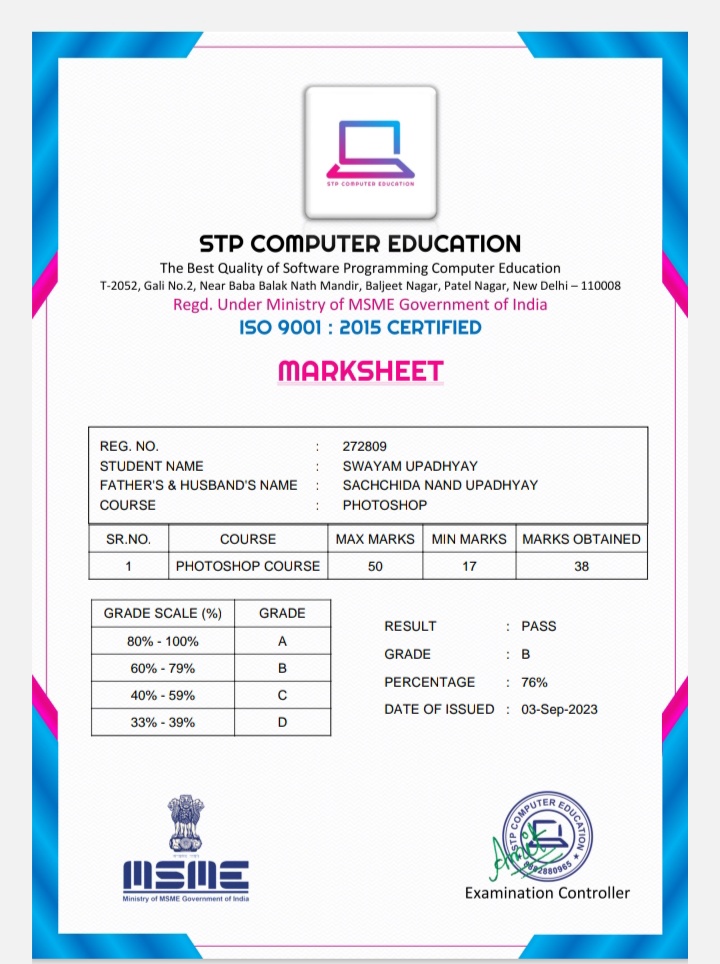 STP COMPUTER EDUCATION
STP COMPUTER EDUCATION
The Best Quality of Software Programming Computer Education
T-2052, Gali No.2, Near Baba Balak Nath Mandir, Baljeet Nagar, Patel Nagar, New Delhi – 110008
Regd. Under Ministry of MSME Government of India
ISO 9001 : 2015 CERTIFIED
MARKSHEET
REG. NO. : 272809
STUDENT NAME : SWAYAM UPADHYAY
FATHER'S & HUSBAND'S NAME : SACHCHIDA NAND UPADHYAY
COURSE : PHOTOSHOP
SR.NO. COURSE MAX MARKS MIN MARKS MARKS OBTAINED
1 PHOTOSHOP COURSE 50 17 38
GRADE SCALE (%) GRADE
80% - 100% A
60% - 79% B
40% - 59% C
33% - 39% D
RESULT : PASS
GRADE : B
PERCENTAGE : 76%
DATE OF ISSUED : 03-Sep-2023
MSME
Ministry of MSME Government of India
STP COMPUTER EDUCATION
Examination Controller